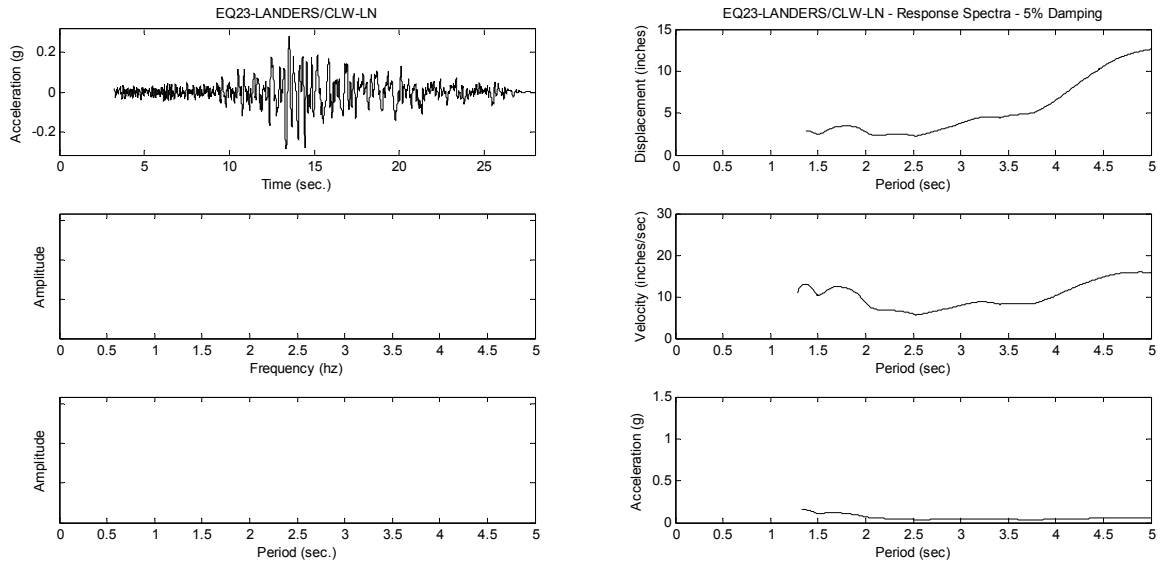 EQ23-LANDERS/CLW-LN
0.2
0
-0.2
Acceleration (g)
0 5 10 15 20 25
Time (sec.)
Amplitude
0 0.5 1 1.5 2 2.5 3 3.5 4 4.5 5
Frequency (hz)
Amplitude
0 0.5 1 1.5 2 2.5 3 3.5 4 4.5 5
Period (sec.)
EQ23-LANDERS/CLW-LN - Response Spectra - 5% Damping
15
10
5
0
Displacement (inches)
0 0.5 1 1.5 2 2.5 3 3.5 4 4.5 5
Period (sec)
30
20
10
0
Velocity (inches/sec)
0 0.5 1 1.5 2 2.5 3 3.5 4 4.5 5
Period (sec)
1.5
1
0.5
0
Acceleration (g)
0 0.5 1 1.5 2 2.5 3 3.5 4 4.5 5
Period (sec)